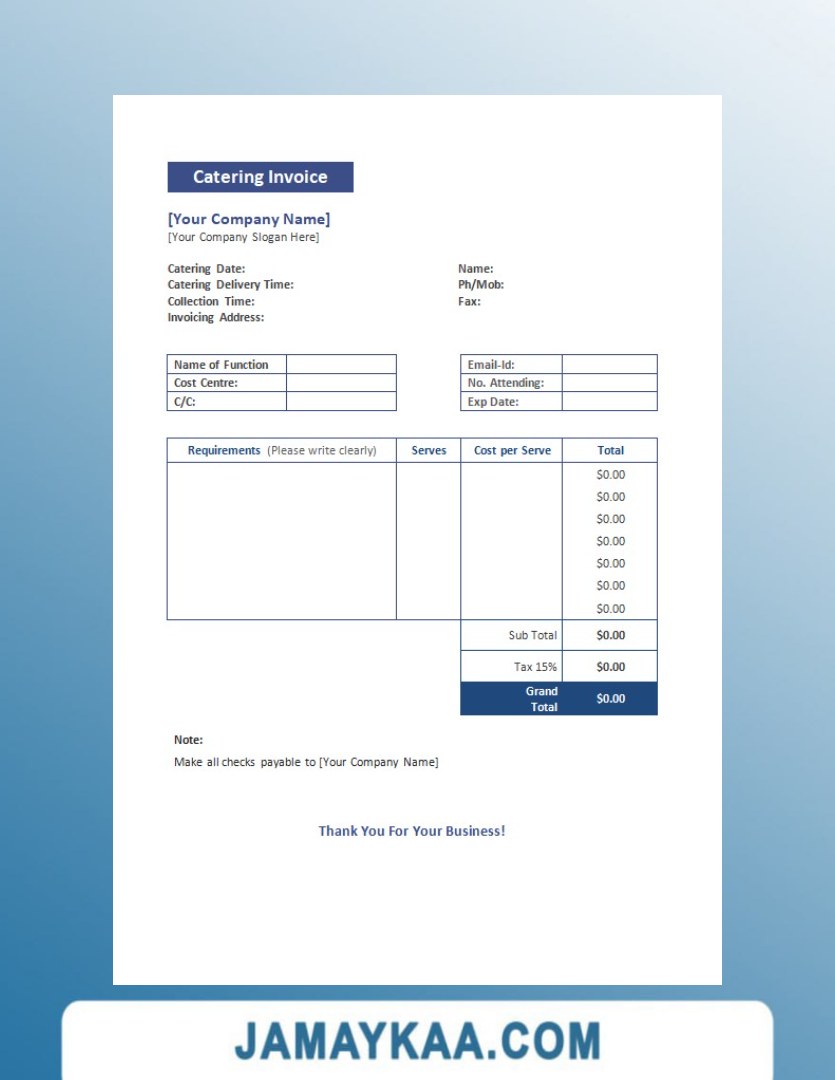 Catering Invoice
[Your Company Name]
[Your Company Slogan Here]
Catering Date:
Catering Delivery Time:
Collection Time:
Invoicing Address:
Name:
Ph/Mob:
Fax:
Name of Function
Cost Centre:
C/C:
Email-Id:
No. Attending:
Exp Date:
Requirements (Please write clearly) Serves Cost per Serve Total
$0.00
$0.00
$0.00
$0.00
$0.00
$0.00
$0.00
Sub Total $0.00
Tax 15% $0.00
Grand
Total $0.00
Note:
Make all checks payable to [Your Company Name]
Thank You For Your Business!
JAMAYKAA.COM